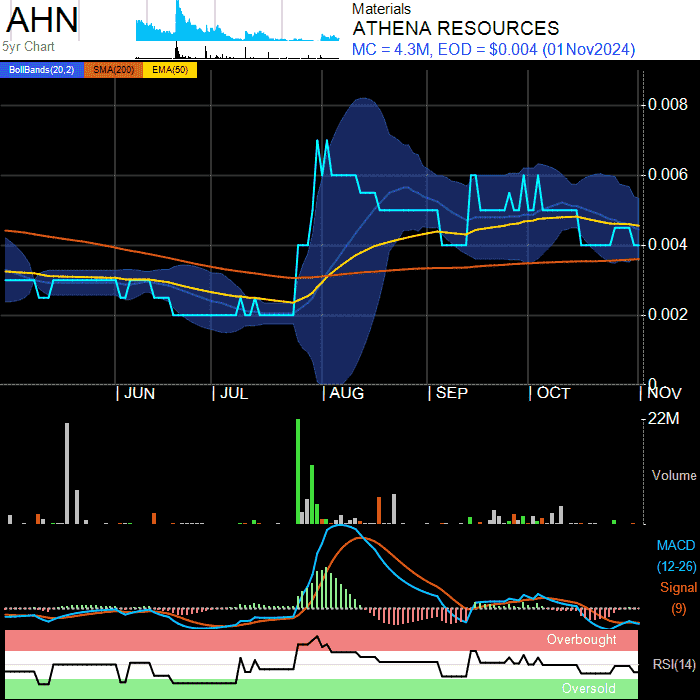 AHN
5yr Chart
Materials
ATHENA RESOURCES
MC = 4.3M, EOD = $0.004 (01Nov2024)
BollBands(20,2) SMA(200) EMA(50)
0.008
0.006
0.004
0.002
0
| JUN | JUL | AUG | SEP | OCT | NOV
22M
Volume
MACD
(12-26)
Signal
(9)
Overbought
RSI(14)
Oversold